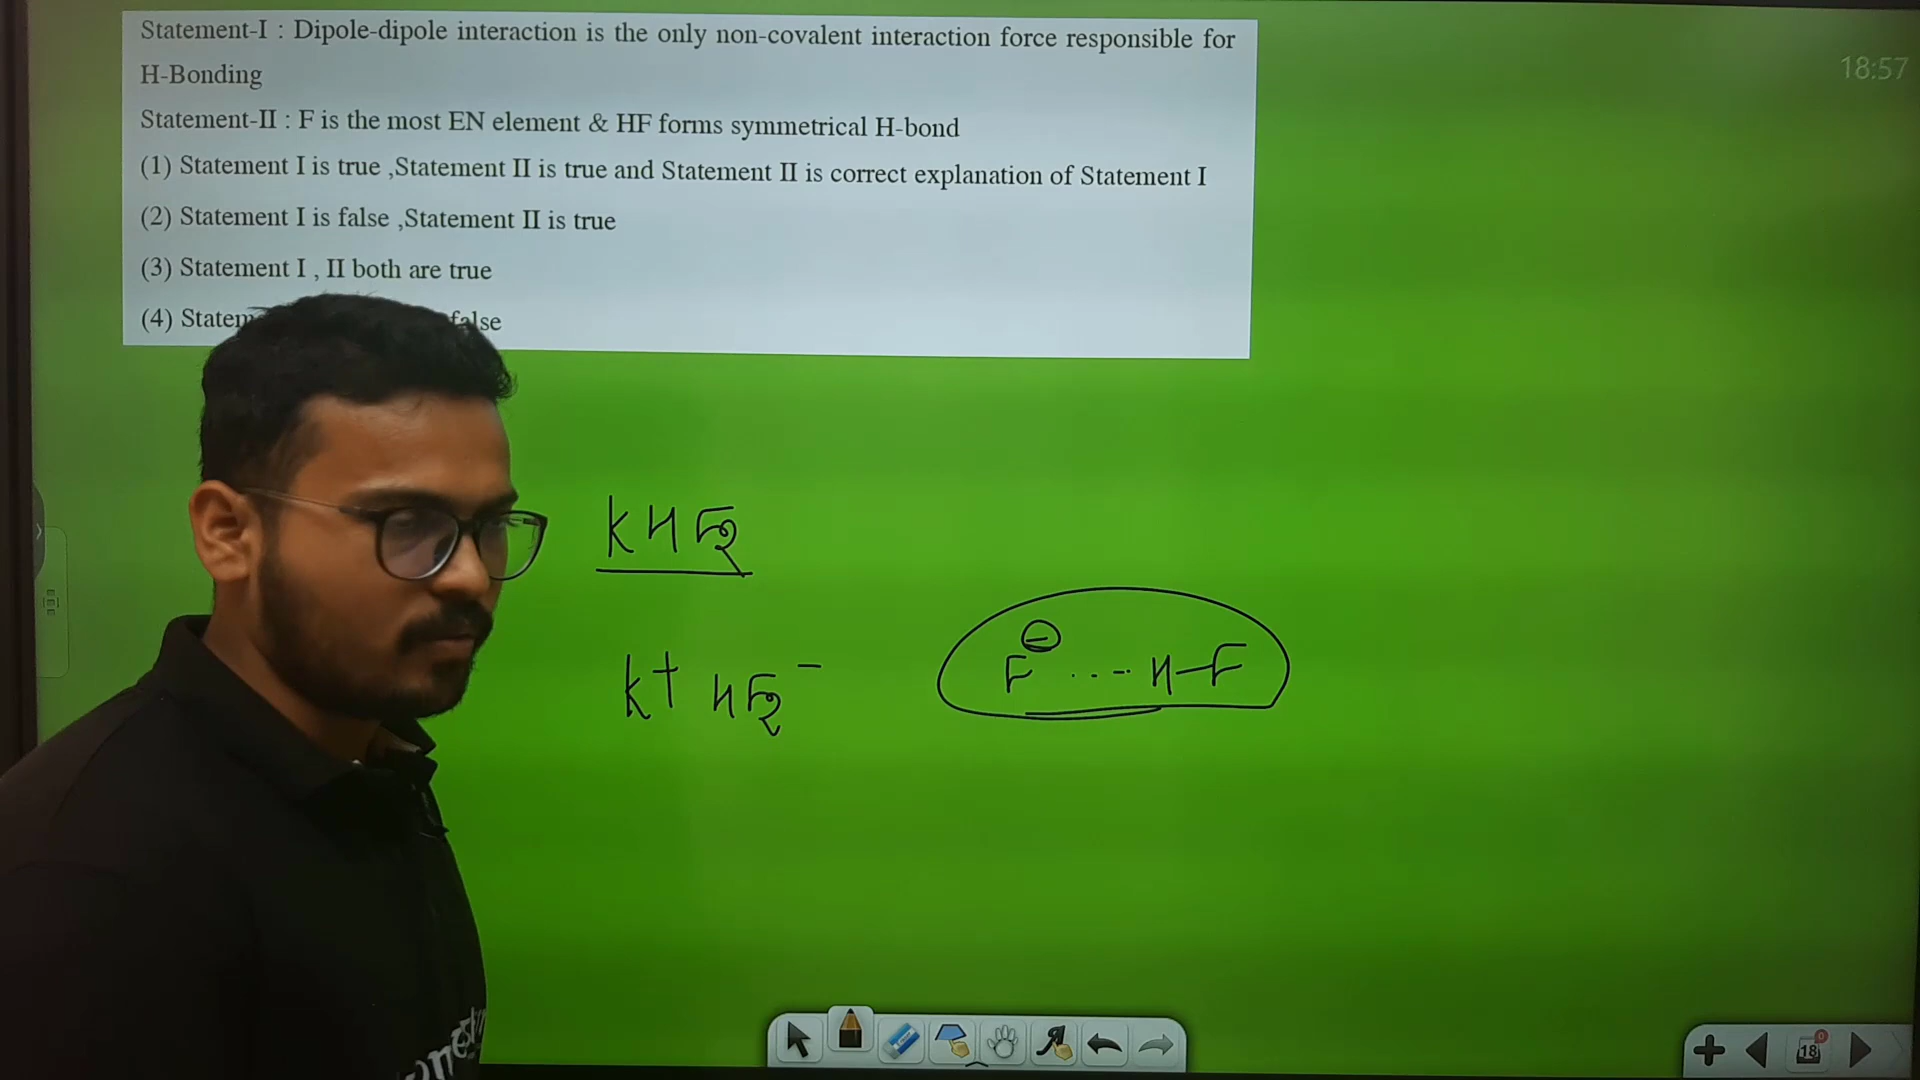 Statement-I : Dipole-dipole interaction is the only non-covalent interaction force responsible for
H-Bonding
Statement-II : F is the most EN element & HF forms symmetrical H-bond
(1) Statement I is true ,Statement II is true and Statement II is correct explanation of Statement I
(2) Statement I is false ,Statement II is true
(3) Statement I , II both are true
(4) false
18:57
KHF₂
K+ HF₂⁻
F⊖ ..-- H-F
18